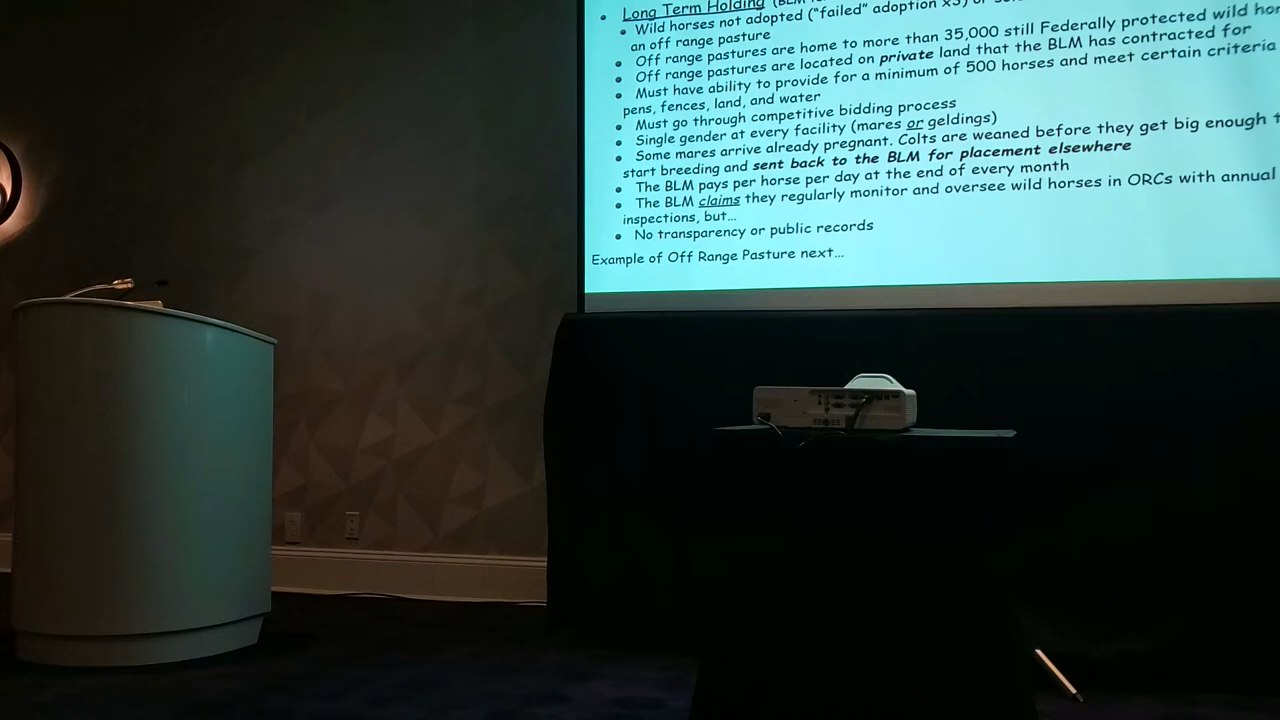 Long Term Holding
Wild horses not adopted ("failed" adoption x3) or
an off range pasture
Off range pastures are home to more than 35,000 still Federally protected wild
Off range pastures are located on private land that the BLM has contracted for
Must have ability to provide for a minimum of 500 horses and meet certain criteria
pens, fences, land, and water
Must go through competitive bidding process
Single gender at every facility (mares or geldings)
Some mares arrive already pregnant. Colts are weaned before they get big enough
start breeding and sent back to the BLM for placement elsewhere
The BLM pays per horse per day at the end of every month
The BLM claims they regularly monitor and oversee wild horses in ORCs with annual
inspections, but...
No transparency or public records
Example of Off Range Pasture next...